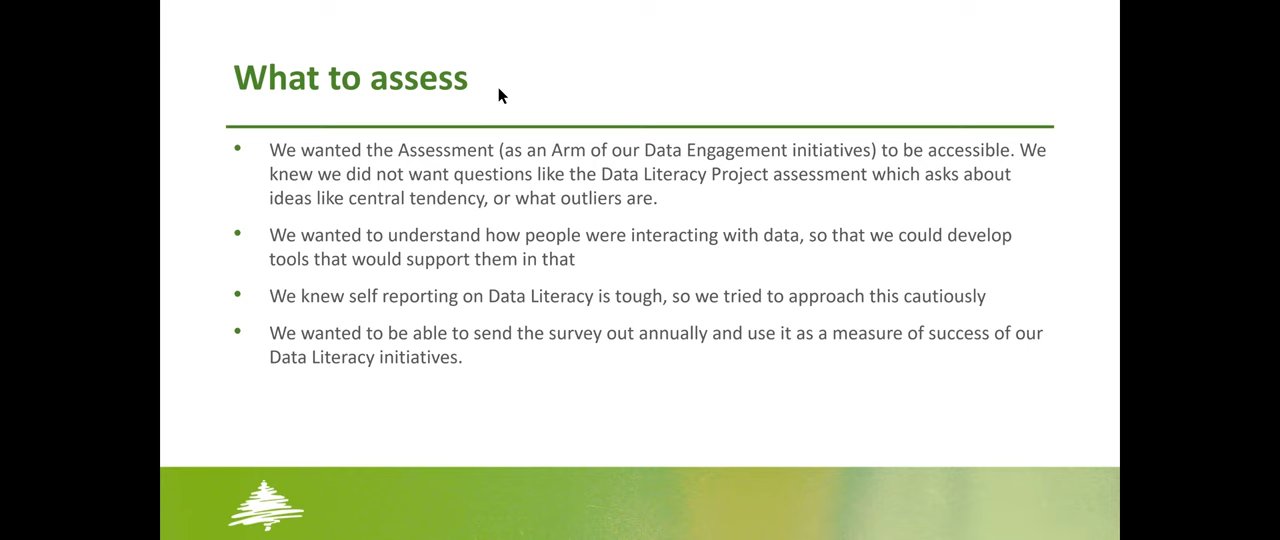 What to assess
• We wanted the Assessment (as an Arm of our Data Engagement initiatives) to be accessible. We
knew we did not want questions like the Data Literacy Project assessment which asks about
ideas like central tendency, or what outliers are.
• We wanted to understand how people were interacting with data, so that we could develop
tools that would support them in that
• We knew self reporting on Data Literacy is tough, so we tried to approach this cautiously
• We wanted to be able to send the survey out annually and use it as a measure of success of our
Data Literacy initiatives.